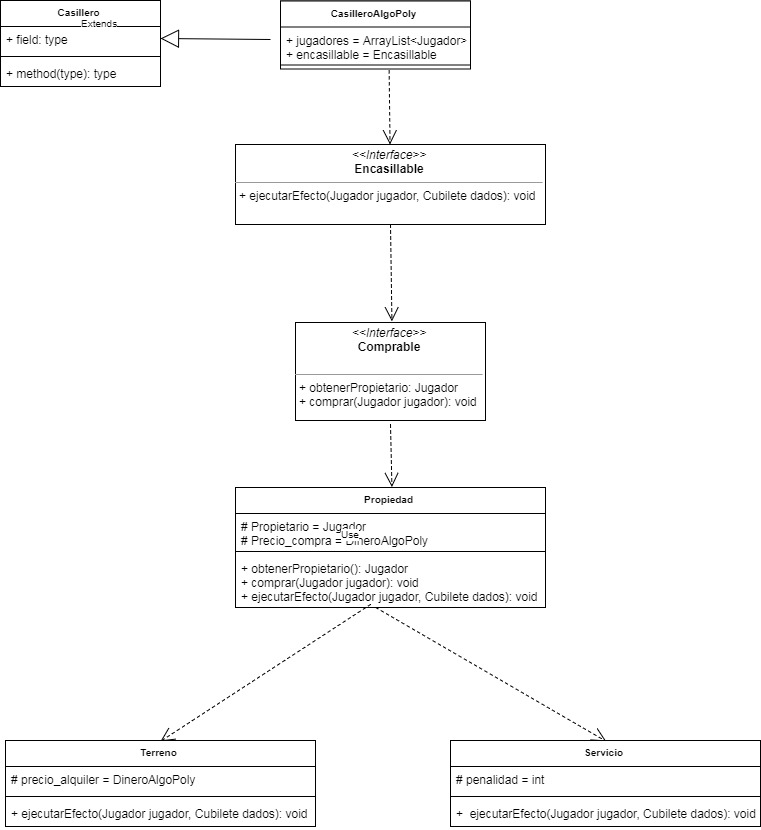 Casillero
Extends
+ field: type
+ method(type): type
CasilleroAlgoPoly
+ jugadores = ArrayList<Jugador>
+ encasillable = Encasillable
<<Interface>>
Encasillable
+ ejecutarEfecto(Jugador jugador, Cubilete dados): void
<<Interface>>
Comprable
+ obtenerPropietario: Jugador
+ comprar(Jugador jugador): void
Propiedad
# Propietario = Jugador
Use
# Precio_compra = DineroAlgoPoly
+ obtenerPropietario(): Jugador
+ comprar(Jugador jugador): void
+ ejecutarEfecto(Jugador jugador, Cubilete dados): void
Terreno
# precio_alquiler = DineroAlgoPoly
+ ejecutarEfecto(Jugador jugador, Cubilete dados): void
Servicio
# penalidad = int
+ ejecutarEfecto(Jugador jugador, Cubilete dados): void